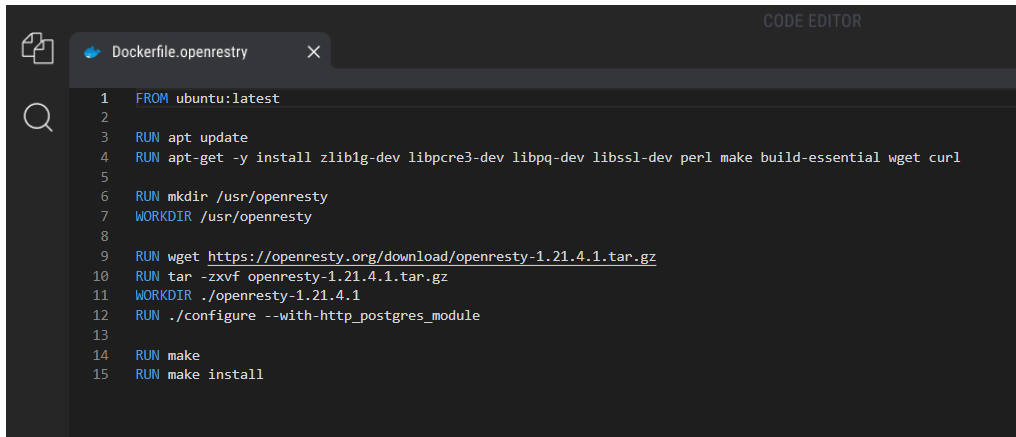 CODE EDITOR
Dockerfile.openrestry
1 FROM ubuntu:latest
2
3 RUN apt update
4 RUN apt-get -y install zlib1g-dev libpcre3-dev libpq-dev libssl-dev perl make build-essential wget curl
5
6 RUN mkdir /usr/openresty
7 WORKDIR /usr/openresty
8
9 RUN wget https://openresty.org/download/openresty-1.21.4.1.tar.gz
10 RUN tar -zxvf openresty-1.21.4.1.tar.gz
11 WORKDIR ./openresty-1.21.4.1
12 RUN ./configure --with-http_postgres_module
13
14 RUN make
15 RUN make install